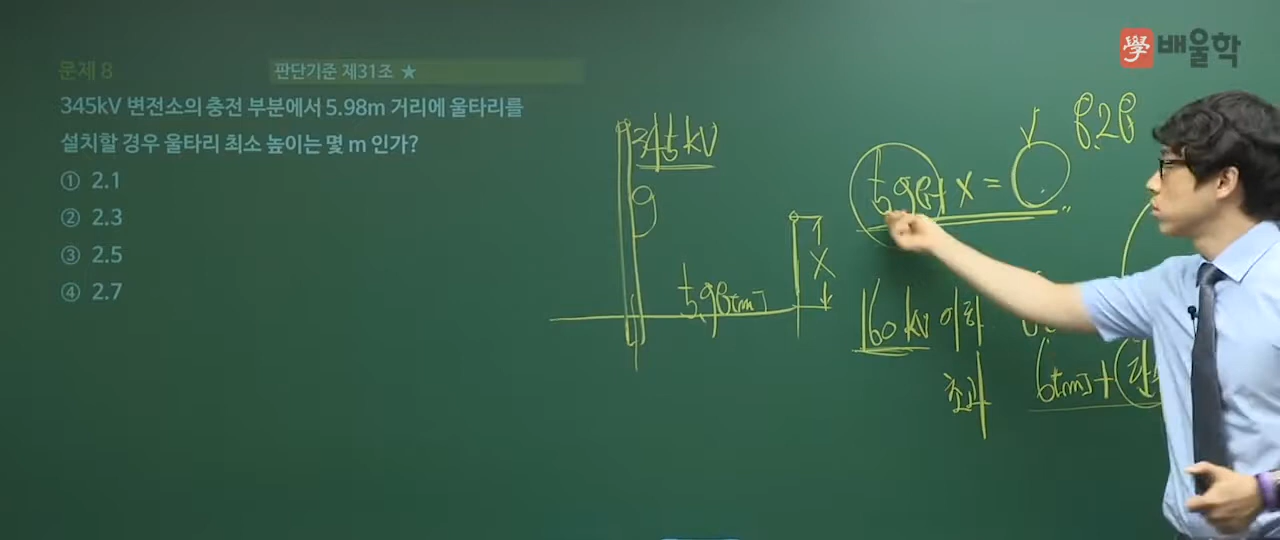 學 배울학
문제 8
판단기준 제31조 ★
345kV 변전소의 충전 부분에서 5.98m 거리에 울타리를
설치할 경우 울타리 최소 높이는 몇 m 인가?
① 2.1
② 2.3
③ 2.5
④ 2.7
345kV
5.98[m]
X
5.98+X=
8.28
160kV 이하
초과
6[m]+